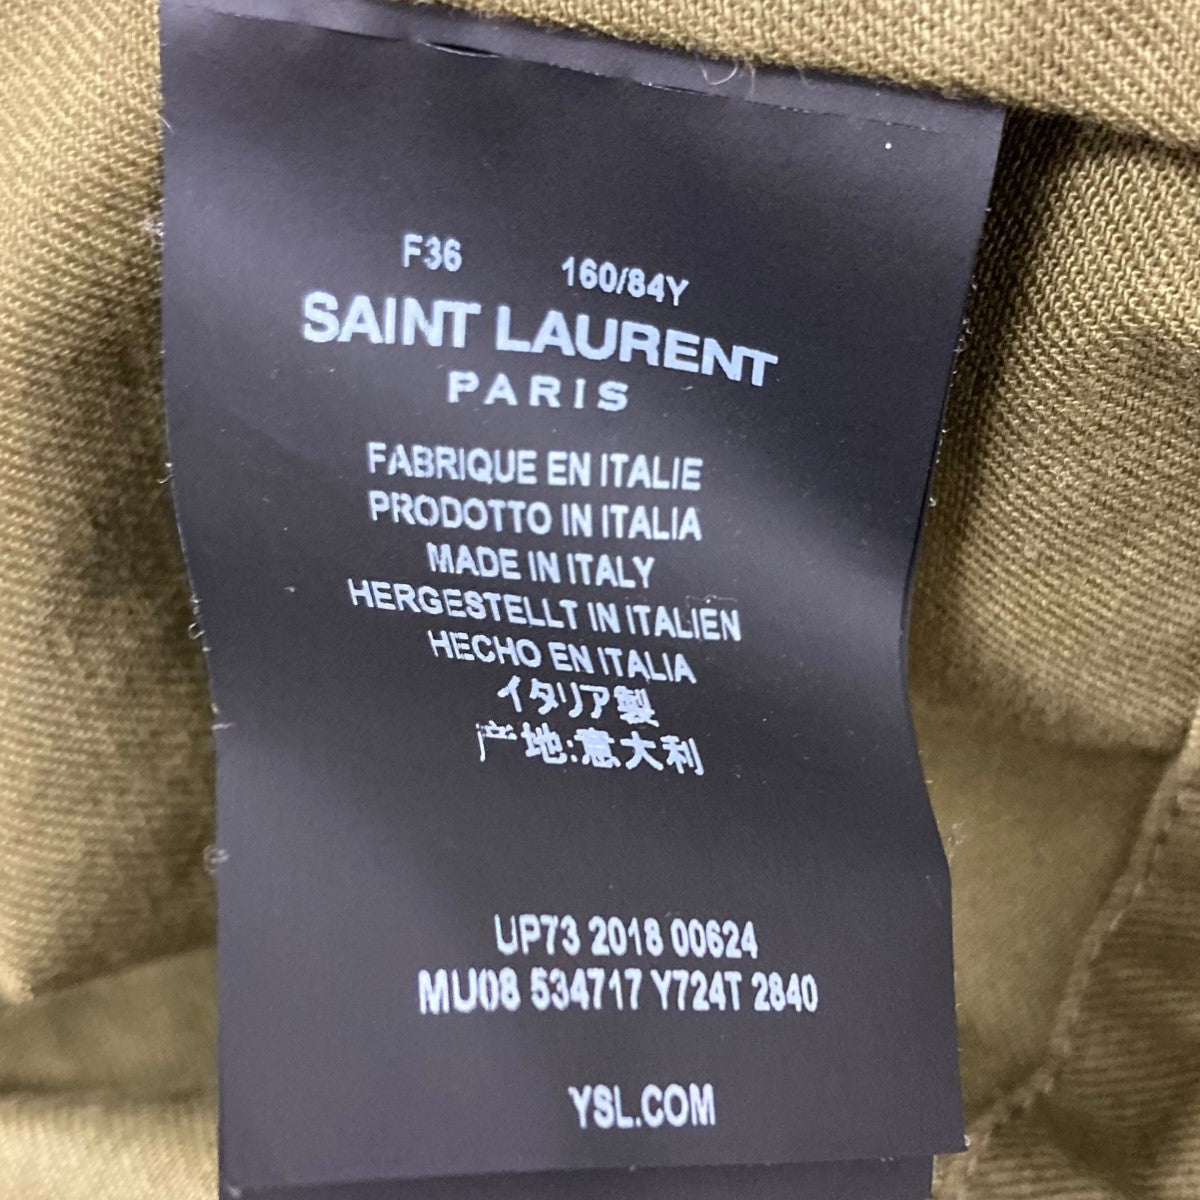 F36 160/84Y
SAINT LAURENT
PARIS
FABRIQUE EN ITALIE
PRODOTTO IN ITALIA
MADE IN ITALY
HERGESTELLT IN ITALIEN
HECHO EN ITALIA
イタリア製
产地:意大利
UP73 2018 00624
MU08 534717 Y724T 2840
YSL.COM